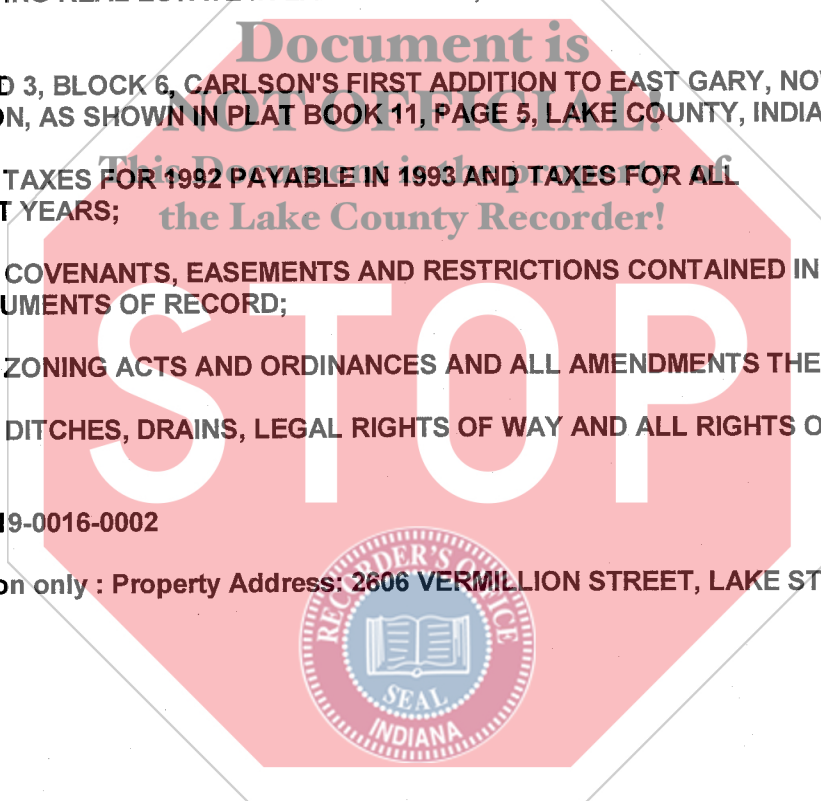 Document is
D 3, BLOCK 6, CARLSON'S FIRST ADDITION TO EAST GARY, NO
NOT OFFICIAL!
ON, AS SHOWN IN PLAT BOOK 11, PAGE 5, LAKE COUNTY, INDIA
TAXES FOR 1992 PAYABLE IN 1993 AND TAXES FOR ALL
This Document is the property of
T YEARS;
the Lake County Recorder!
COVENANTS, EASEMENTS AND RESTRICTIONS CONTAINED IN
UMENTS OF RECORD;
STOP
ZONING ACTS AND ORDINANCES AND ALL AMENDMENTS THE
DITCHES, DRAINS, LEGAL RIGHTS OF WAY AND ALL RIGHTS O
9-0016-0002
on only : Property Address: 2606 VERMILLION STREET, LAKE ST
RECORDER'S OFFICE
SEAL
INDIANA